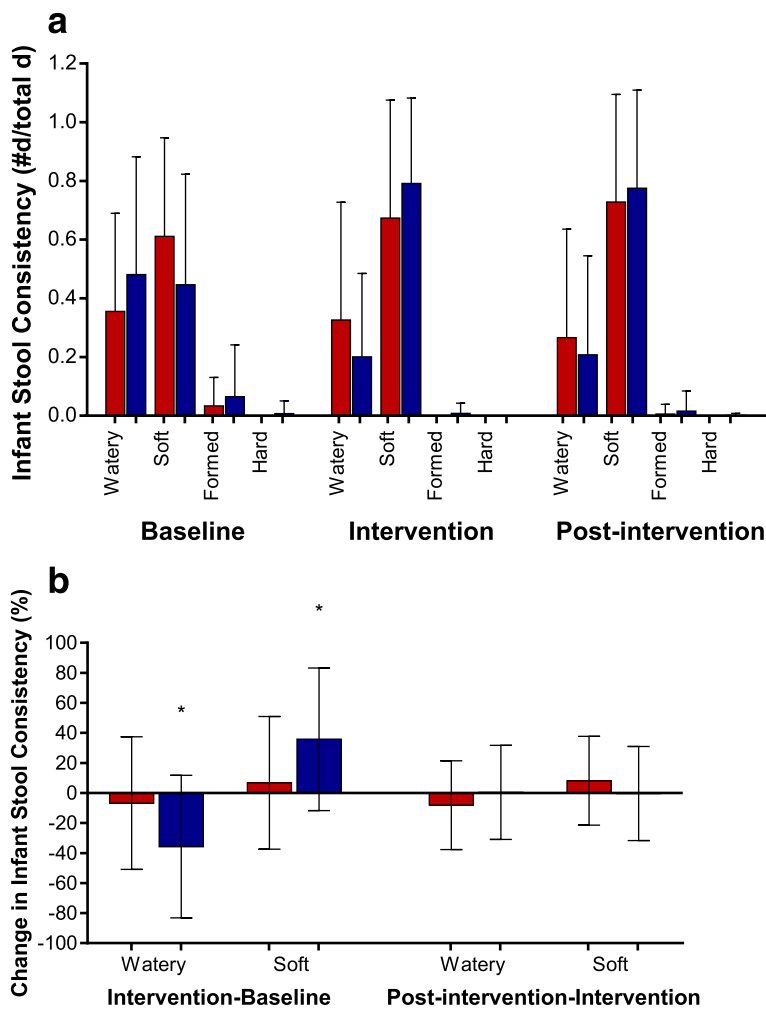 a
Infant Stool Consistency (#d/total d)
1.2
1.0
0.8
0.6
0.4
0.2
0.0
Watery
Soft
Formed
Hard
Watery
Soft
Formed
Hard
Watery
Soft
Formed
Hard
Baseline Intervention Post-intervention
b
Change in Infant Stool Consistency (%)
100
80
60
40
20
0
-20
-40
-60
-80
-100
*
*
Watery Soft Watery Soft
Intervention-Baseline Post-intervention-Intervention